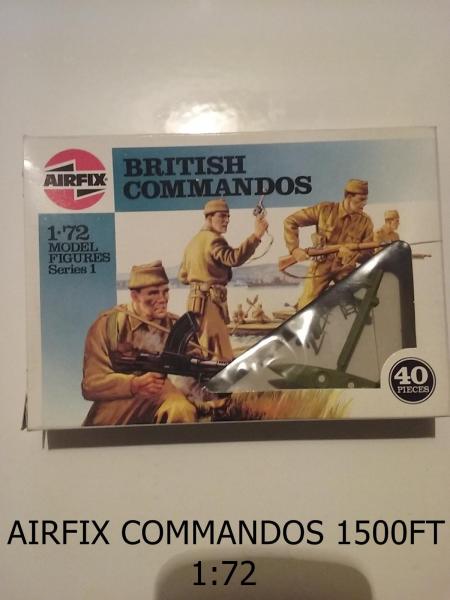 AIRFIX
BRITISH
COMMANDOS
1·72
MODEL
FIGURES
Series 1
40
PIECES
AIRFIX COMMANDOS 1500FT
1:72